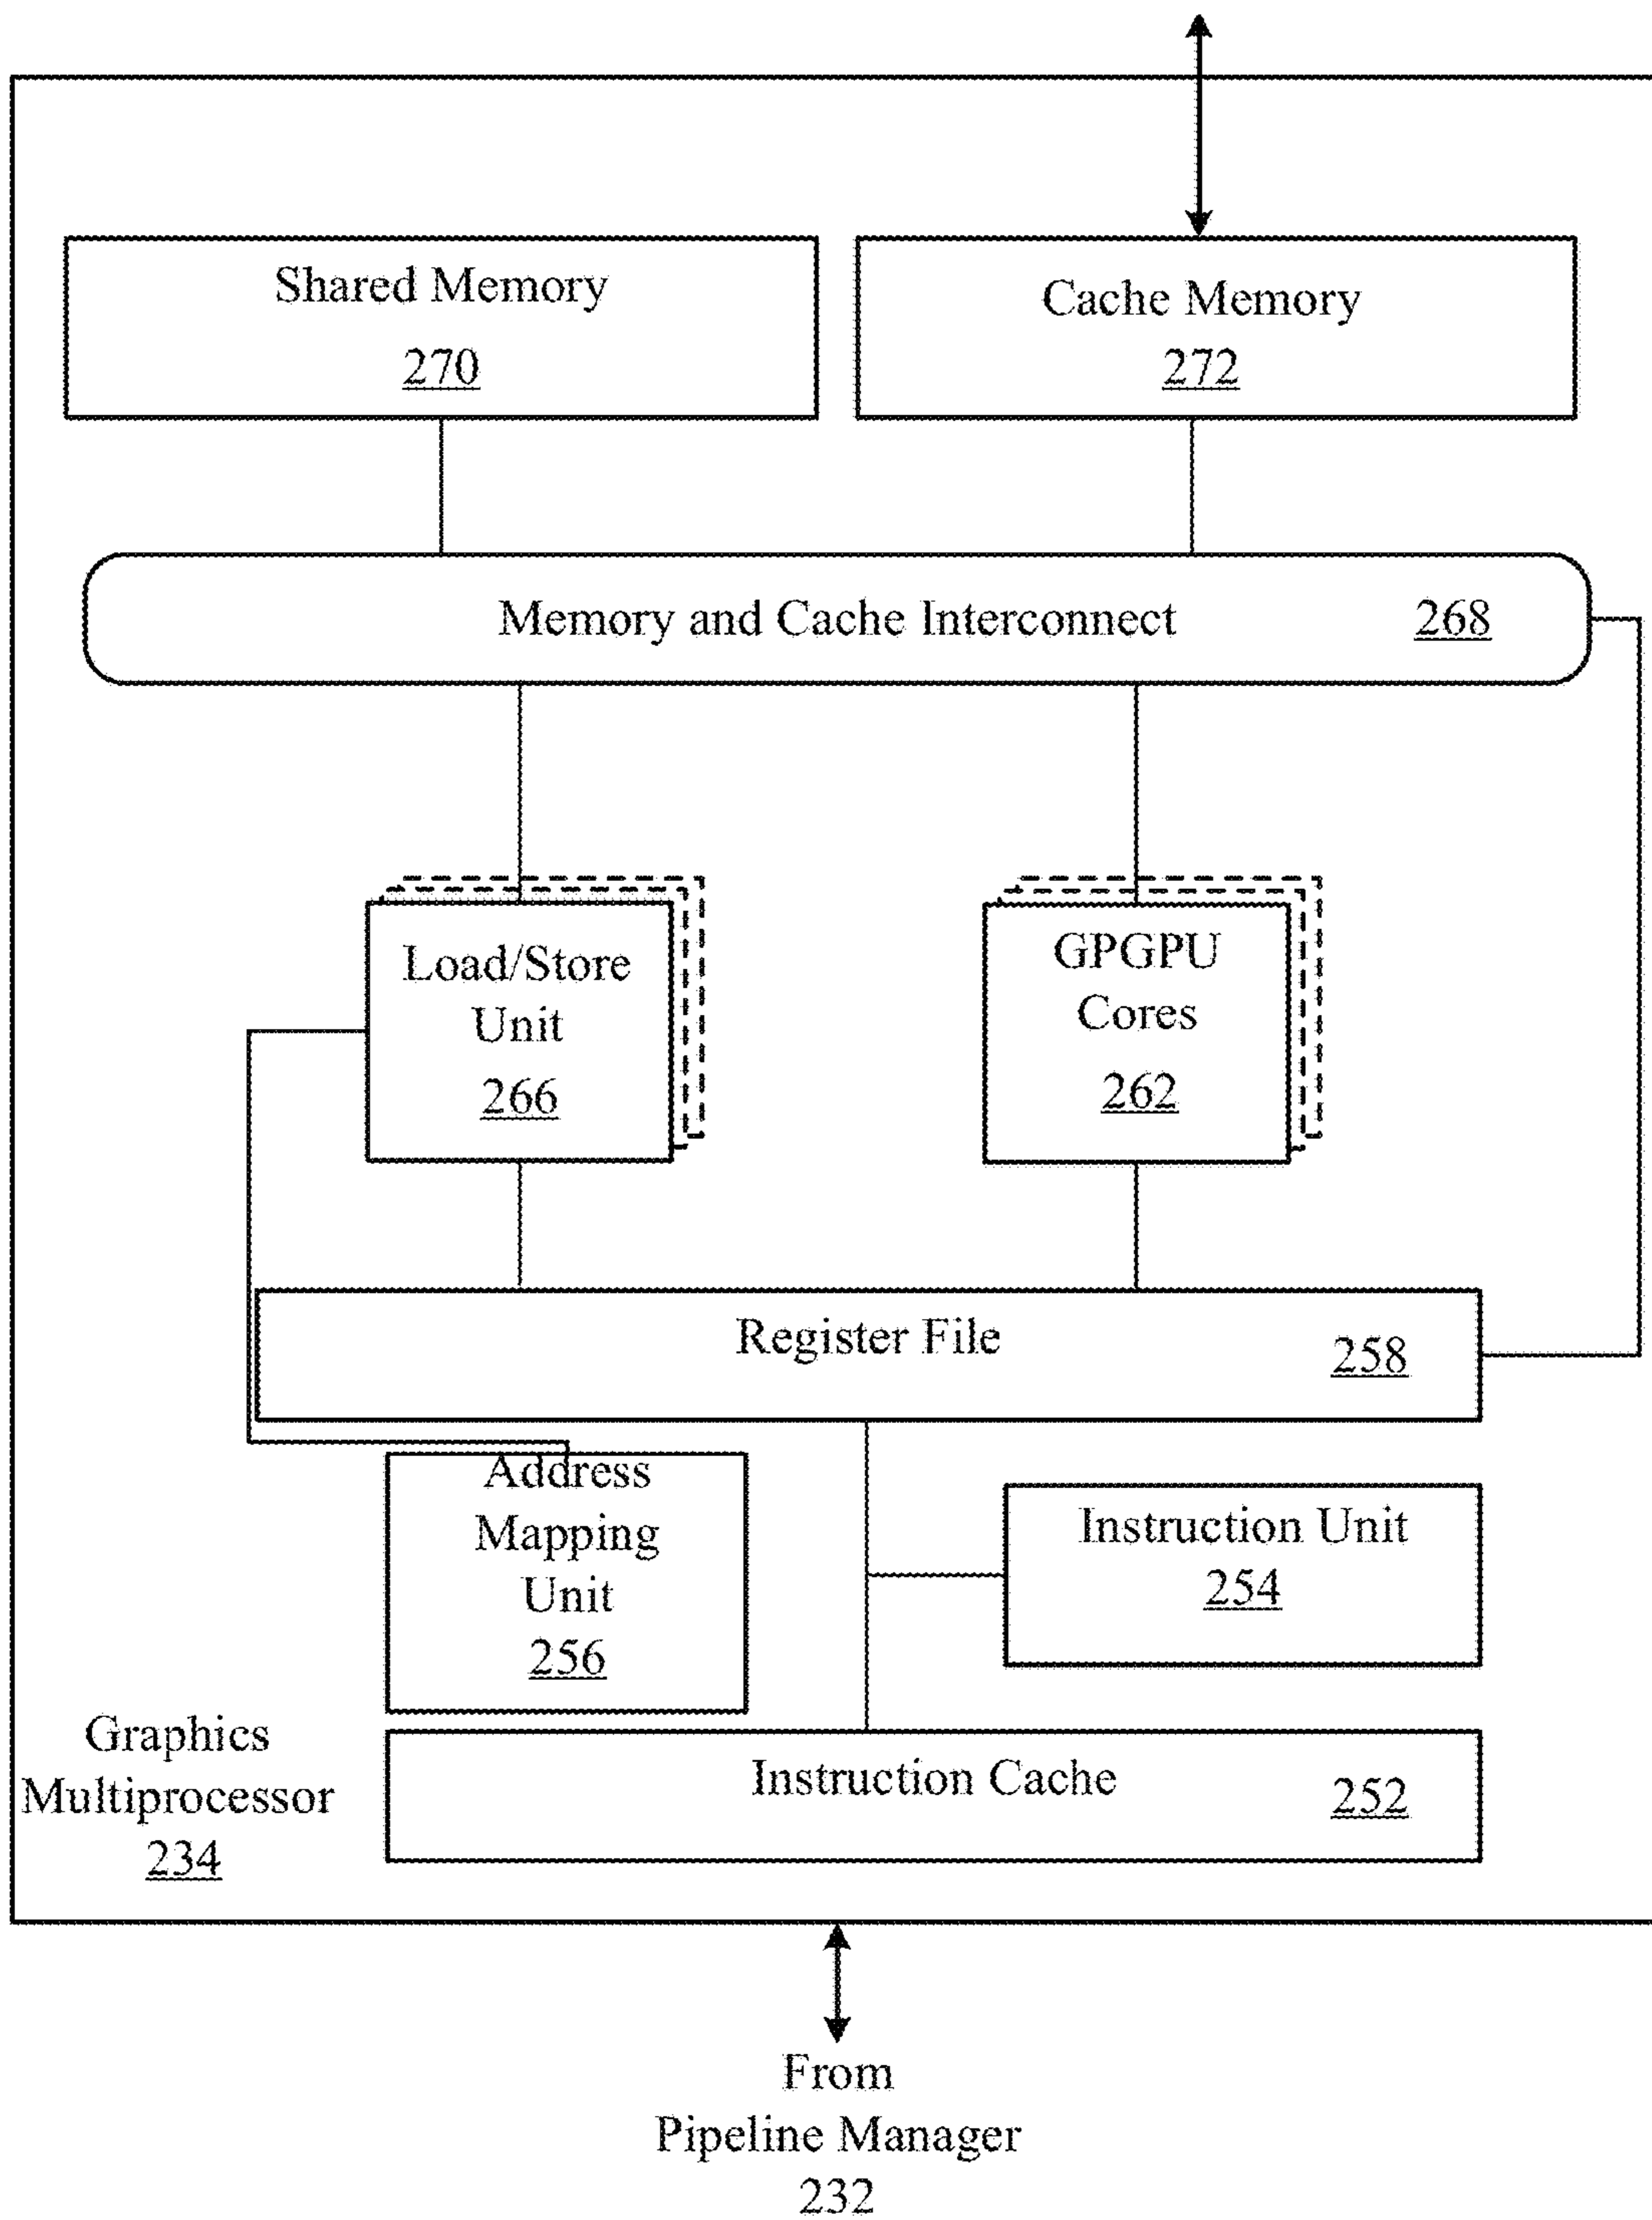 Shared Memory
270
Cache Memory
272
Memory and Cache Interconnect 268
Load/Store
Unit
266
GPGPU
Cores
262
Register File 258
Address
Mapping
Unit
256
Instruction Unit
254
Graphics
Multiprocessor
234
Instruction Cache 252
From
Pipeline Manager
232